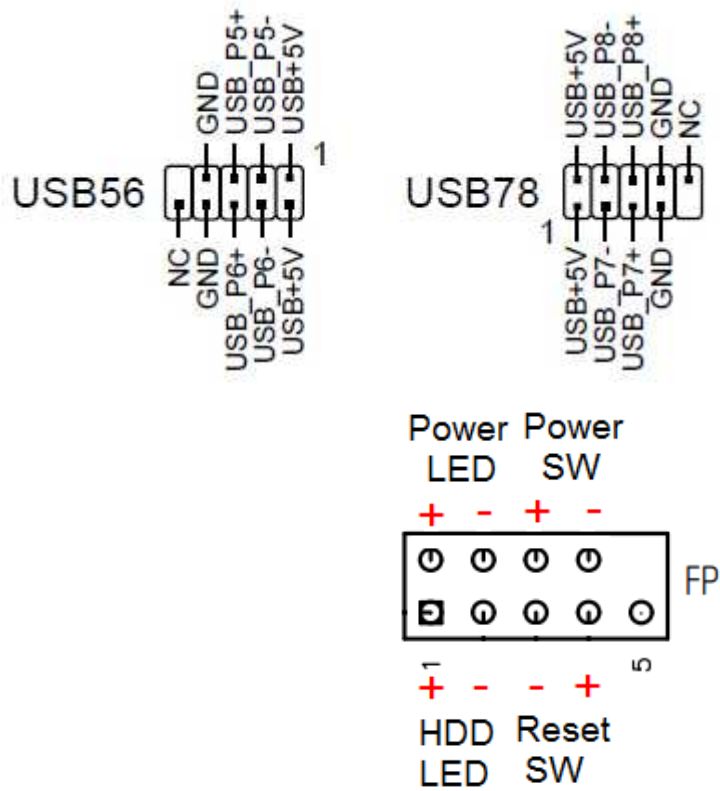 GND
USB_P5+
USB_P5-
USB+5V
1
USB56
NC
GND
USB_P6+
USB_P6-
USB+5V
USB+5V
USB_P8-
USB_P8+
GND
NC
USB78
1
USB+5V
USB_P7-
USB_P7+
GND
Power LED
Power SW
+ - + -
FP
1 5
+ - - +
HDD LED
Reset SW